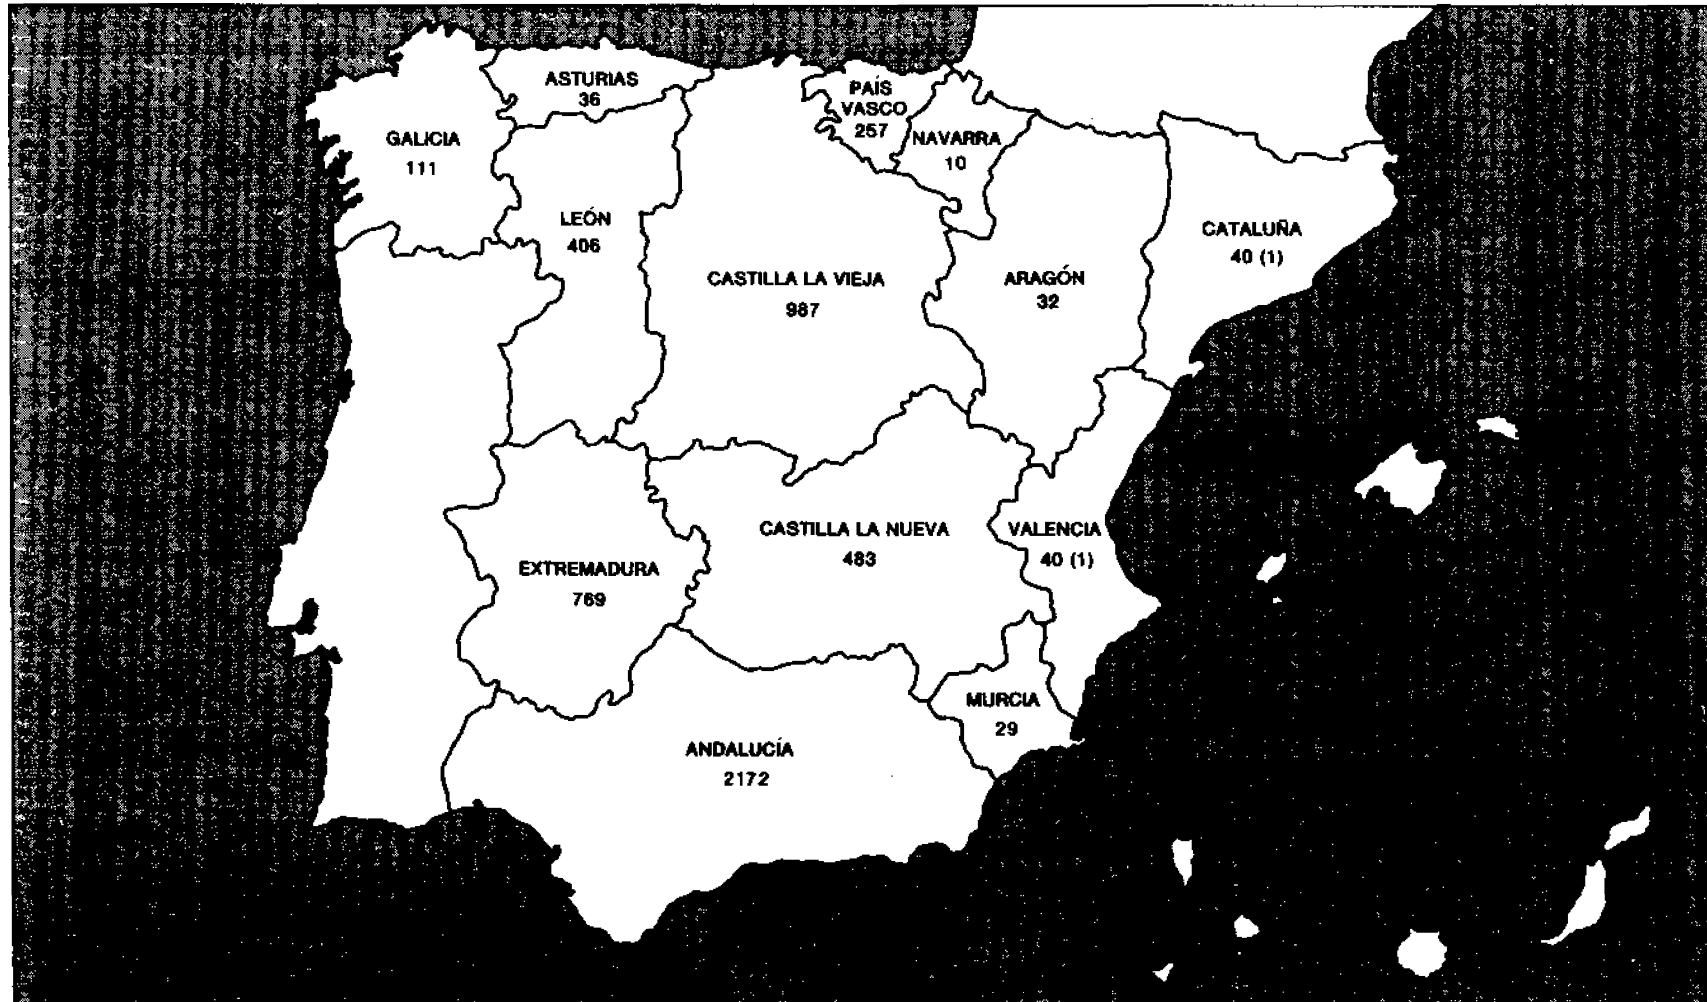 ASTURIAS
36
PAÍS
VASCO
257
GALICIA
111
NAVARRA
10
LEÓN
406
CATALUÑA
40 (1)
CASTILLA LA VIEJA
987
ARAGÓN
32
CASTILLA LA NUEVA
483
VALENCIA
40 (1)
EXTREMADURA
769
MURCIA
29
ANDALUCÍA
2172